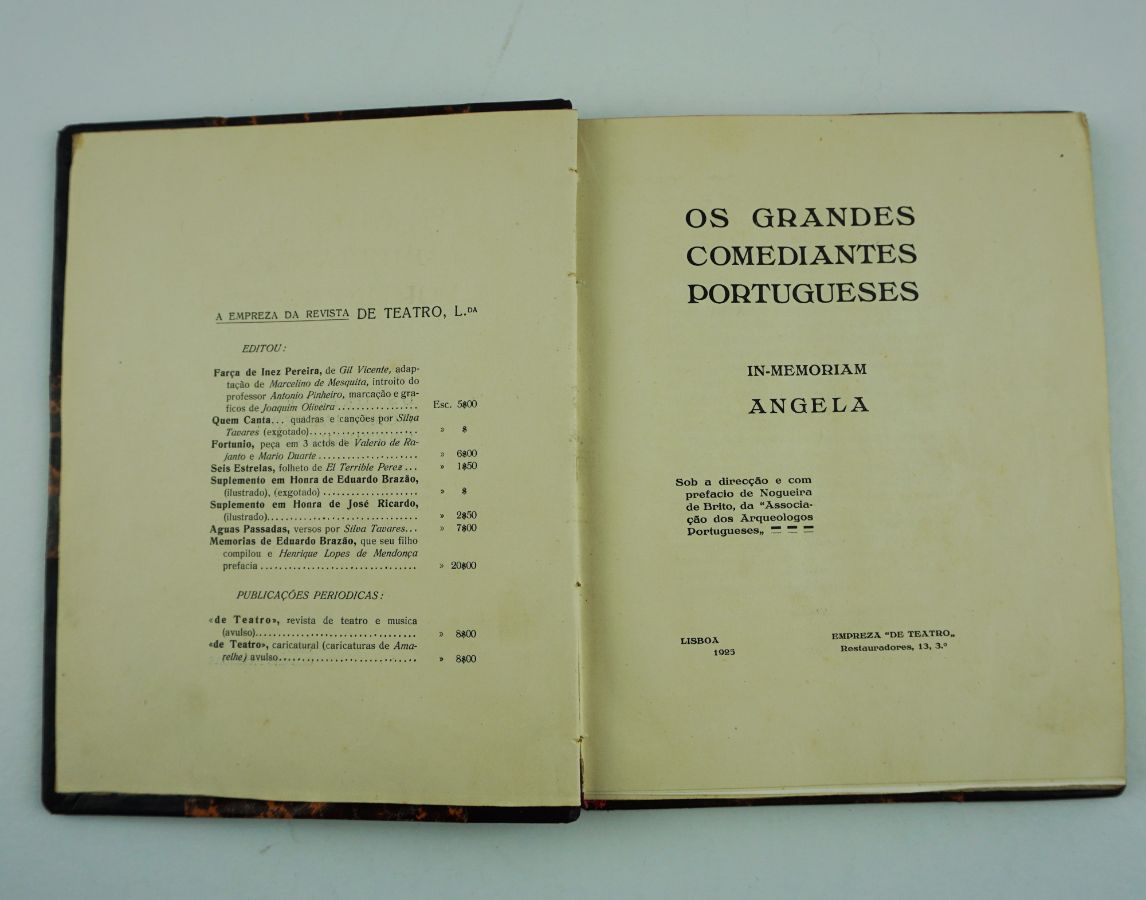 A EMPREZA DA REVISTA DE TEATRO, L.DA
EDITOU:
Farça de Inez Pereira, de Gil Vicente, adap-
tação de Marcelino de Mesquita, introito do
professor Antonio Pinheiro, marcação e gra-
ficos de Joaquim Oliveira ................. Esc. 5$00
Quem Canta... quadras e canções por Silva
Tavares (exgotado)....................... » $
Fortunio, peça em 3 actos de Valerio de Ra-
janto e Mario Duarte..................... » 6$00
Seis Estrelas, folheto de El Terrible Perez ... » 1$50
Suplemento em Honra de Eduardo Brazão,
(ilustrado), (exgotado) .................... » $
Suplemento em Honra de José Ricardo,
(ilustrado)................................ » 2$50
Aguas Passadas, versos por Silva Tavares... » 7$00
Memorias de Eduardo Brazão, que seu filho
compilou e Henrique Lopes de Mendonça
prefacia ................................. » 20$00
PUBLICAÇÕES PERIODICAS:
«de Teatro», revista de teatro e musica
(avulso).................................. » 8$00
«de Teatro», caricatural (caricaturas de Ama-
relhe) avulso............................. » 8$00
OS GRANDES
COMEDIANTES
PORTUGUESES
IN-MEMORIAM
ANGELA
Sob a direcção e com
prefacio de Nogueira
de Brito, da "Associa-
ção dos Arqueologos
Portugueses„
LISBOA
1925
EMPREZA "DE TEATRO„
Restauradores, 13, 3.º